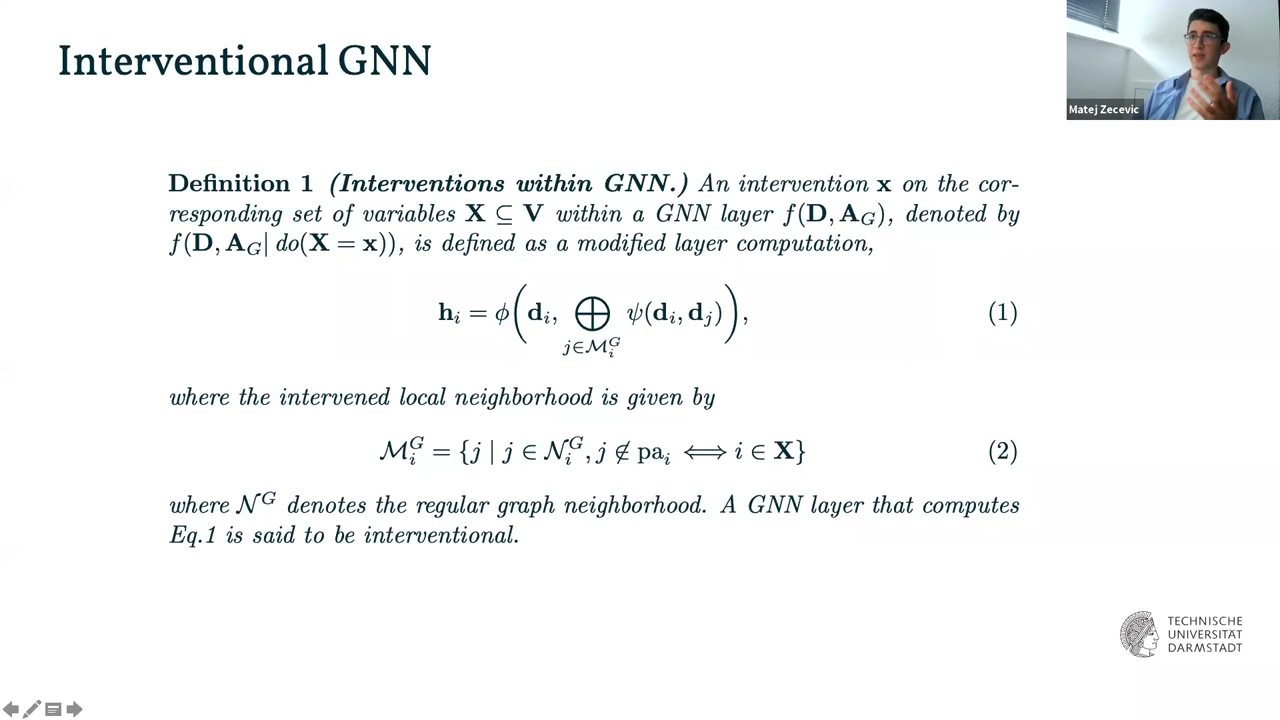 Interventional GNN
Matej Zecevic
Definition 1 (Interventions within GNN.) An intervention x on the cor-
responding set of variables X ⊆ V within a GNN layer f(D, A_G), denoted by
f(D, A_G| do(X = x)), is defined as a modified layer computation,
h_i = ϕ(d_i, ⨁_{j∈M_i^G} ψ(d_i, d_j)), (1)
where the intervened local neighborhood is given by
M_i^G = {j | j ∈ N_i^G, j ∉ pa_i ⟺ i ∈ X} (2)
where N^G denotes the regular graph neighborhood. A GNN layer that computes
Eq.1 is said to be interventional.
TECHNISCHE
UNIVERSITÄT
DARMSTADT